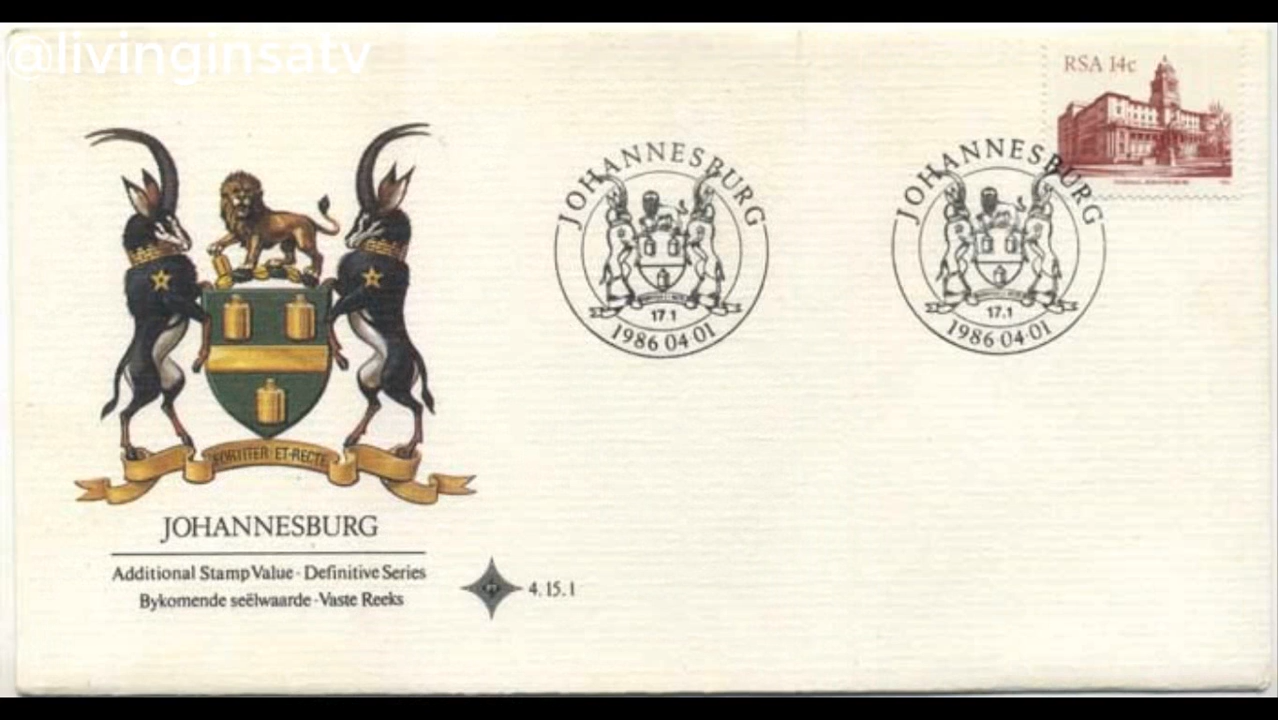 @livinginsatv
RSA 14c
JOHANNESBURG
17.1
1986·04·01
JOHANNESBURG
17.1
1986·04·01
FORTITER·ET·RECTE
JOHANNESBURG
Additional Stamp Value · Definitive Series
Bykomende seëlwaarde · Vaste Reeks
4.15.1